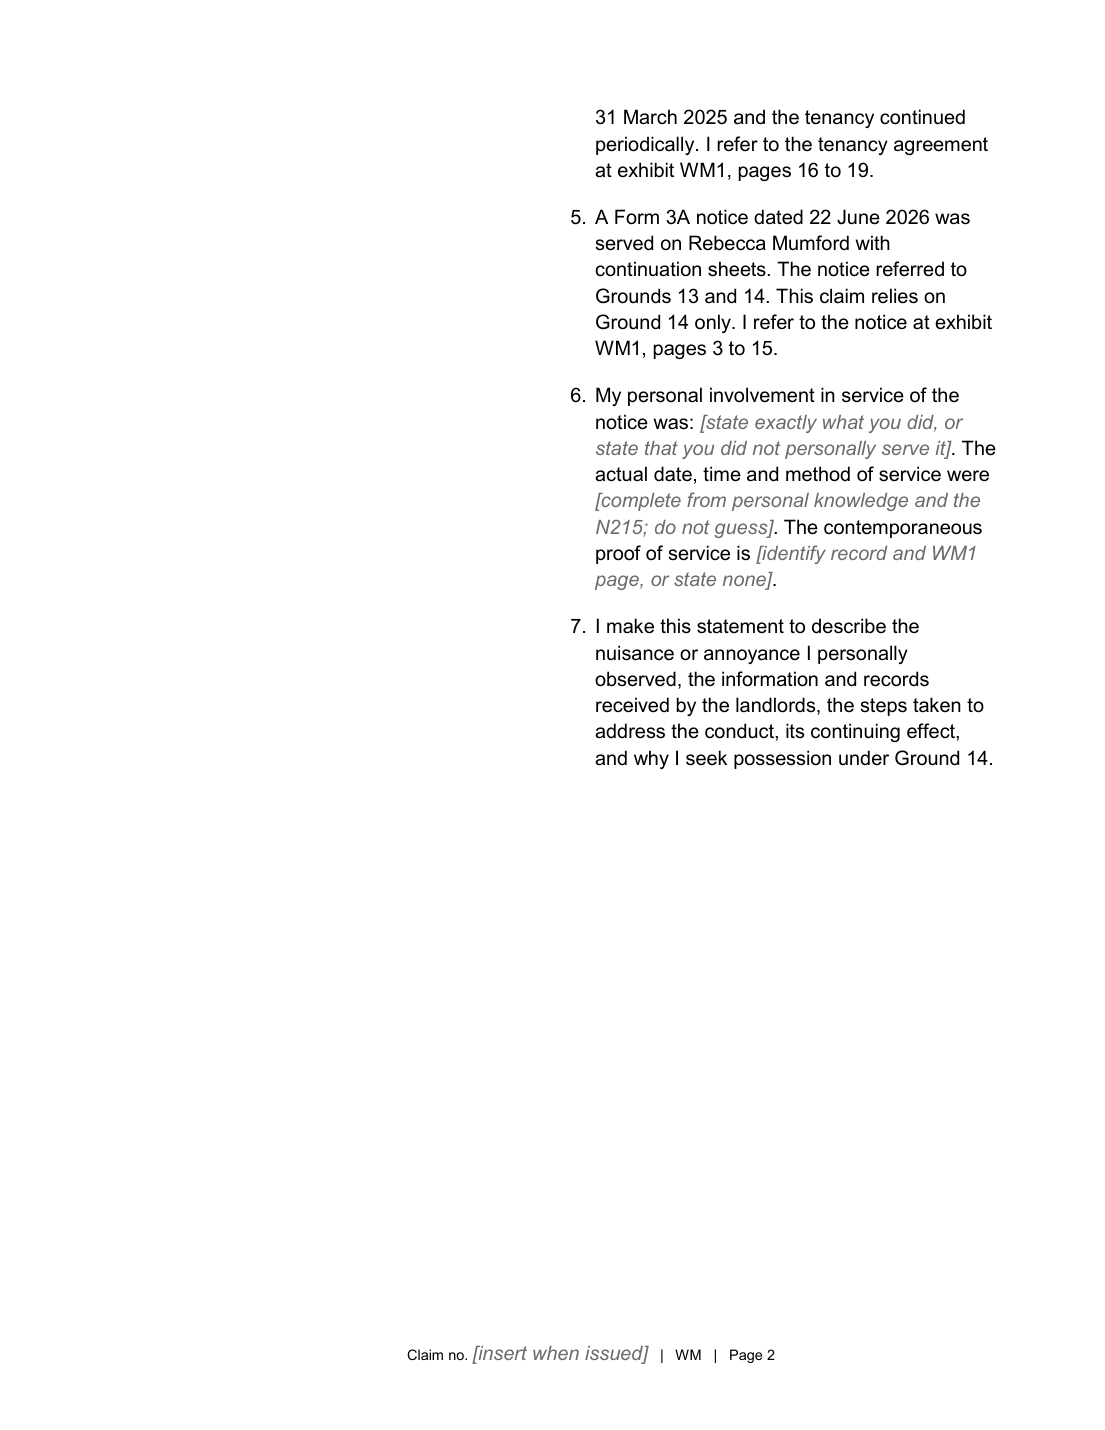 31 March 2025 and the tenancy continued
periodically. I refer to the tenancy agreement
at exhibit WM1, pages 16 to 19.
5. A Form 3A notice dated 22 June 2026 was
served on Rebecca Mumford with
continuation sheets. The notice referred to
Grounds 13 and 14. This claim relies on
Ground 14 only. I refer to the notice at exhibit
WM1, pages 3 to 15.
6. My personal involvement in service of the
notice was: [state exactly what you did, or
state that you did not personally serve it]. The
actual date, time and method of service were
[complete from personal knowledge and the
N215; do not guess]. The contemporaneous
proof of service is [identify record and WM1
page, or state none].
7. I make this statement to describe the
nuisance or annoyance I personally
observed, the information and records
received by the landlords, the steps taken to
address the conduct, its continuing effect,
and why I seek possession under Ground 14.
Claim no. [insert when issued] | WM | Page 2